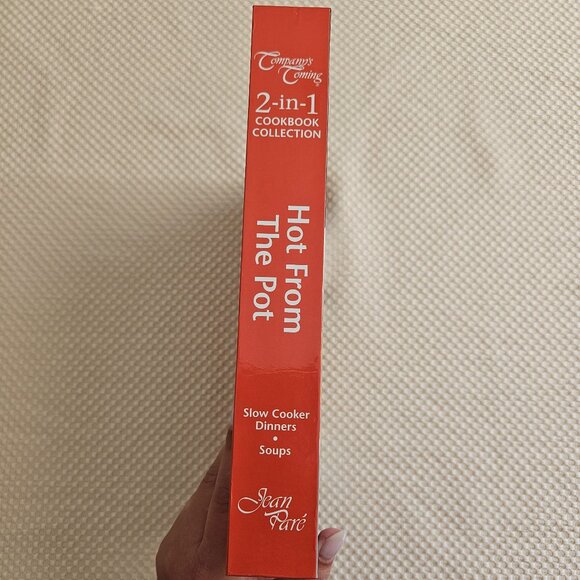 Company's
Coming
2-in-1
COOKBOOK
COLLECTION
Hot From
The Pot
Slow Cooker
Dinners
•
Soups
Jean
Paré